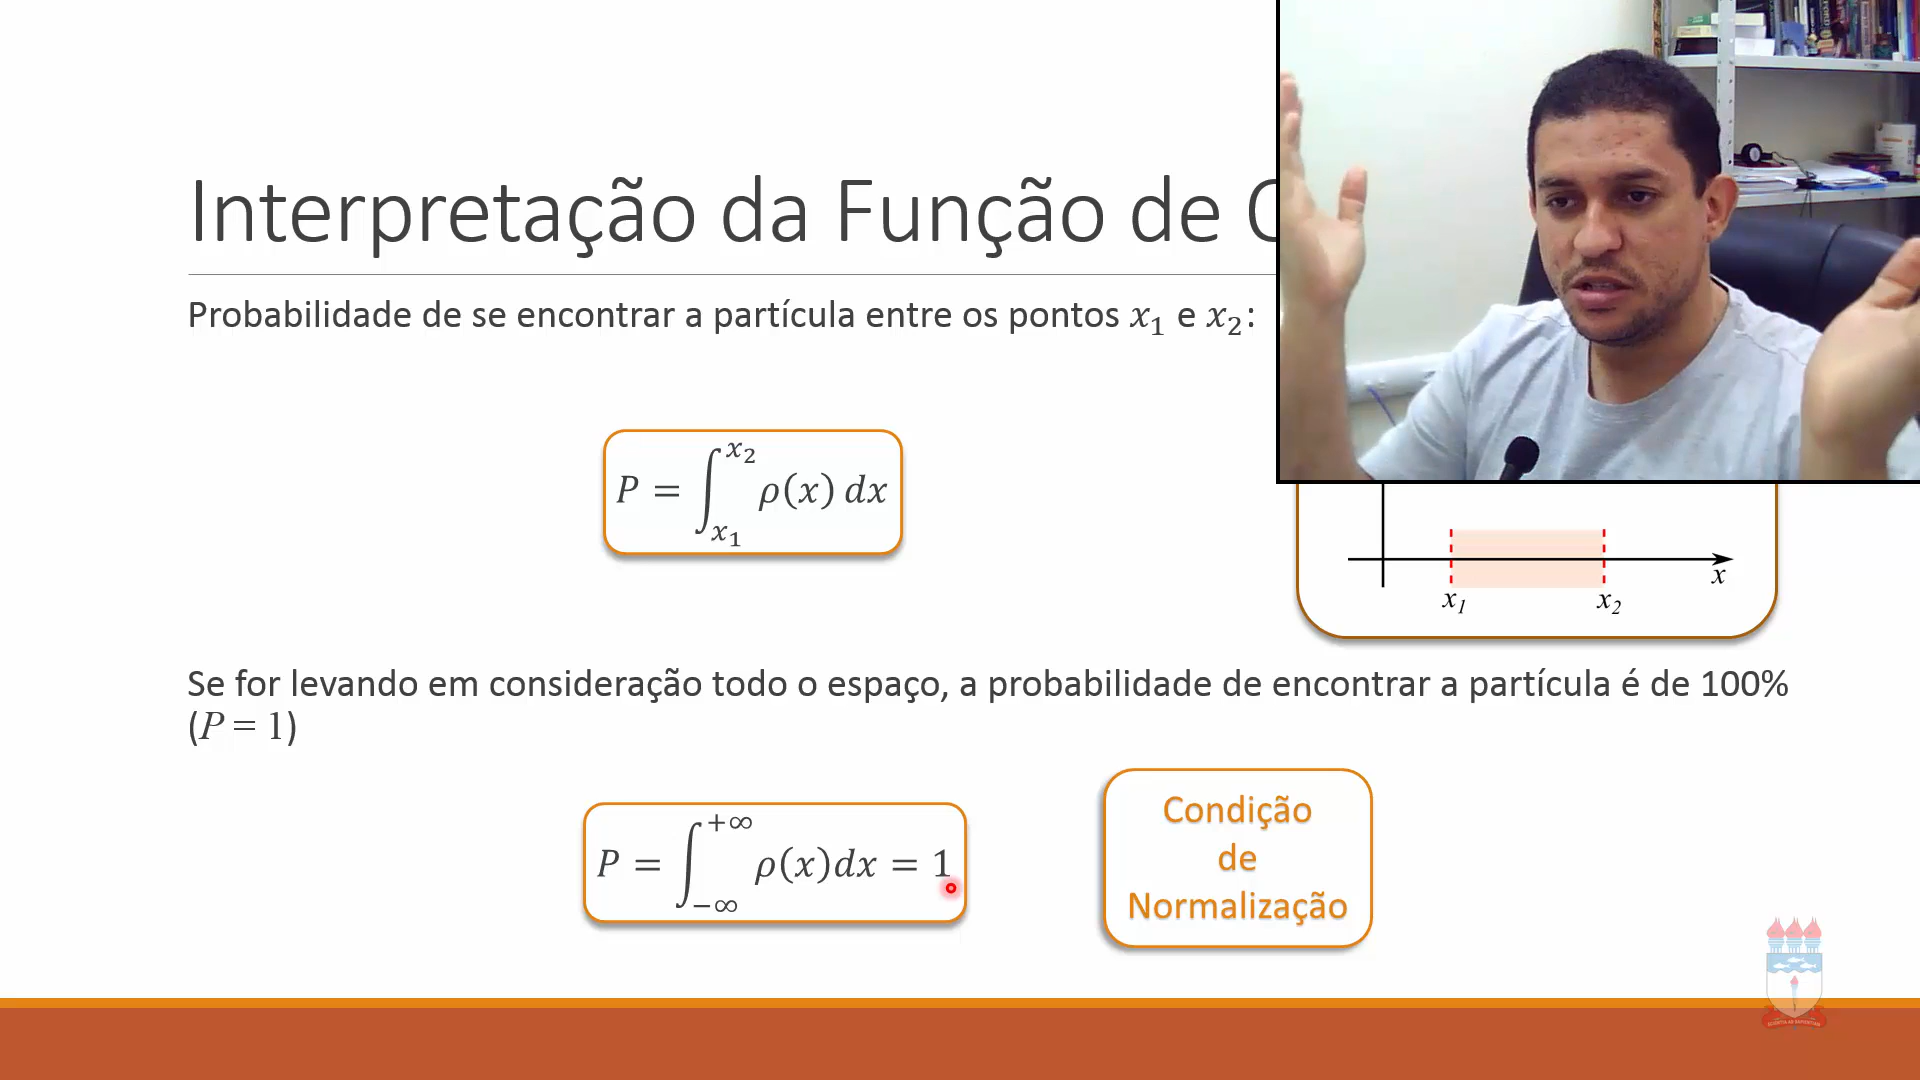 Interpretação da Função de
Probabilidade de se encontrar a partícula entre os pontos x₁ e x₂:
P = ∫_{x₁}^{x₂} ρ(x) dx
x
x₁ x₂
Se for levando em consideração todo o espaço, a probabilidade de encontrar a partícula é de 100%
(P = 1)
P = ∫_{−∞}^{+∞} ρ(x)dx = 1
Condição
de
Normalização